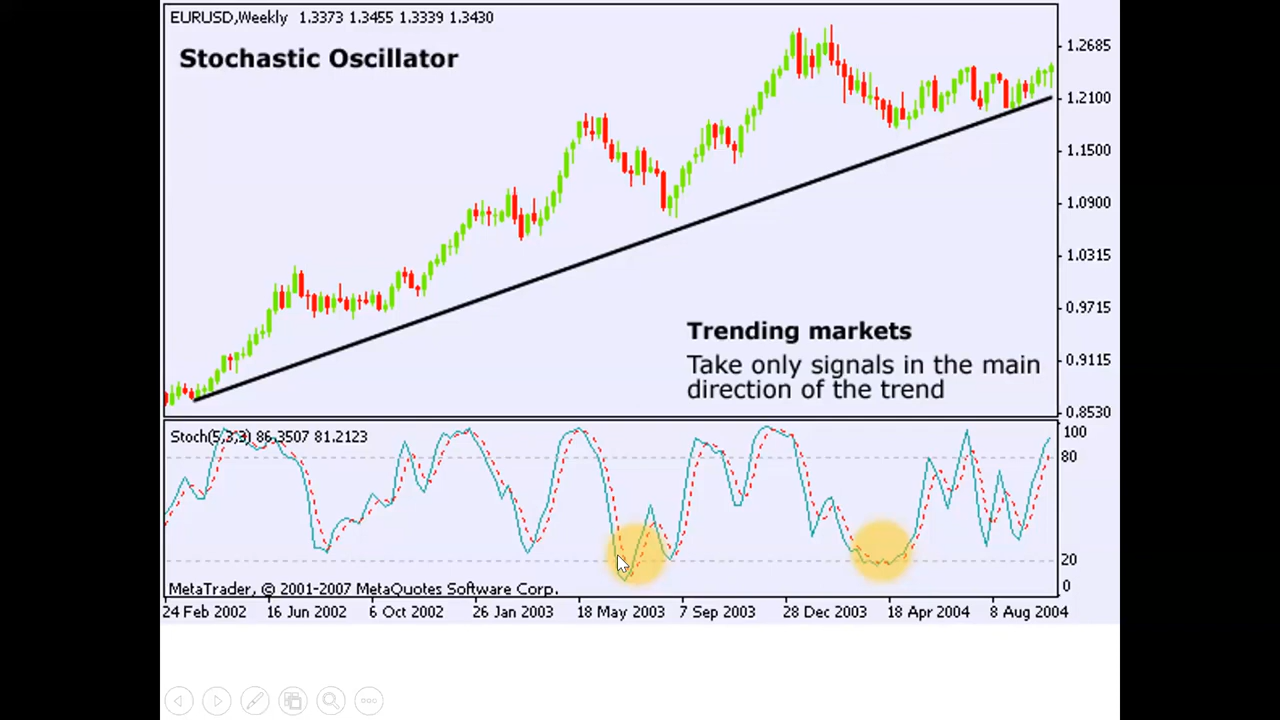 EURUSD,Weekly 1.3373 1.3455 1.3339 1.3430
Stochastic Oscillator
1.2685
1.2100
1.1500
1.0900
1.0315
0.9715
0.9115
0.8530
Trending markets
Take only signals in the main
direction of the trend
Stoch(5,3,3) 86.3507 81.2123
100
80
20
0
MetaTrader, © 2001-2007 MetaQuotes Software Corp.
24 Feb 2002 16 Jun 2002 6 Oct 2002 26 Jan 2003 18 May 2003 7 Sep 2003 28 Dec 2003 18 Apr 2004 8 Aug 2004